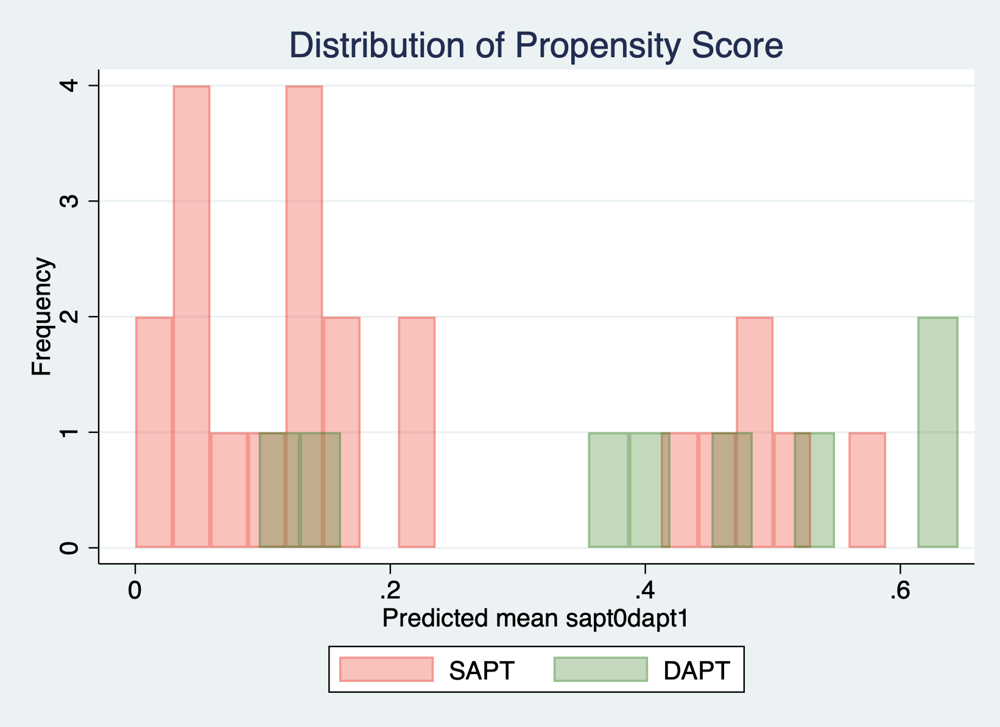 Distribution of Propensity Score
Frequency
4
3
2
1
0
0 .2 .4 .6
Predicted mean sapt0dapt1
SAPT DAPT